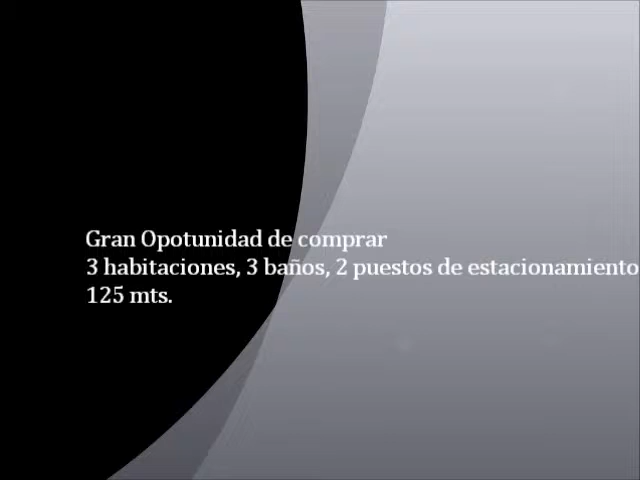 Gran Opotunidad de comprar
3 habitaciones, 3 baños, 2 puestos de estacionamiento
125 mts.